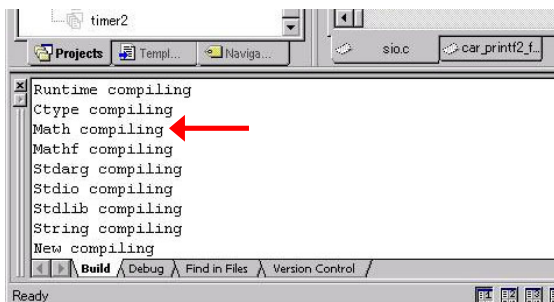 timer2
Projects Templ... Naviga...
sio.c car_printf2_f...
Runtime compiling
Ctype compiling
Math compiling
Mathf compiling
Stdarg compiling
Stdio compiling
Stdlib compiling
String compiling
New compiling
Build Debug Find in Files Version Control
Ready